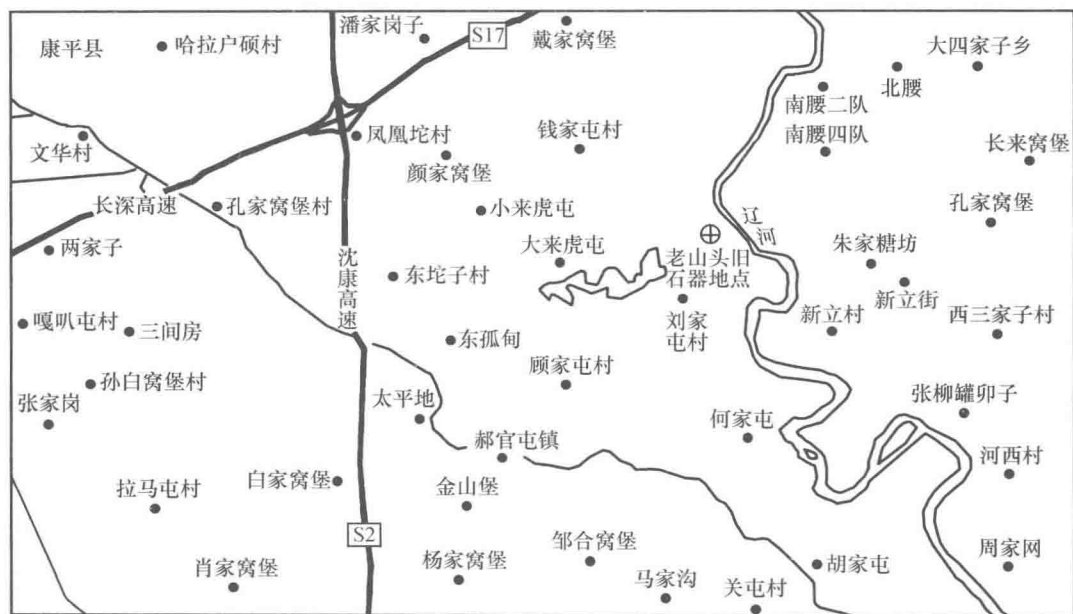 潘家岗子
S17
戴家窝堡
康平县
哈拉户硕村
大四家子乡
北腰
南腰二队
凤凰坨村
钱家屯村
南腰四队
文华村
颜家窝堡
长来窝堡
长深高速
孔家窝堡村
小来虎屯
辽河
孔家窝堡
两家子
沈康高速
大来虎屯
老山头旧
石器地点
朱家糖坊
东坨子村
新立街
嘎叭屯村
三间房
刘家
屯村
新立村
西三家子村
东孤甸
孙白窝堡村
顾家屯村
张家岗
太平地
张柳罐卯子
何家屯
郝官屯镇
河西村
拉马屯村
白家窝堡
金山堡
S2
邹合窝堡
周家网
肖家窝堡
杨家窝堡
马家沟
关屯村
胡家屯